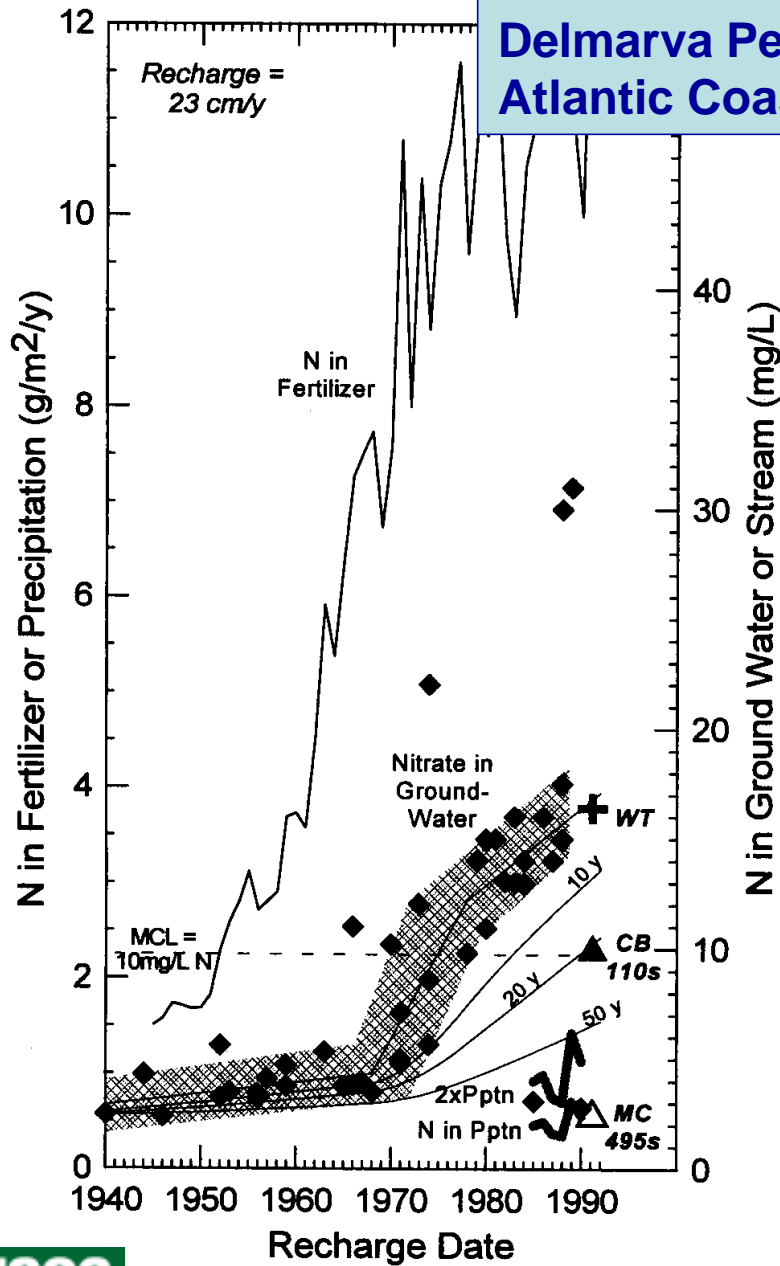 Delmarva Pe
Atlantic Coas
12
10
8
6
4
2
0
N in Fertilizer or Precipitation (g/m2/y)
Recharge =
23 cm/y
N in
Fertilizer
Nitrate in
Ground-
Water
MCL =
10mg/L N
WT
10 y
CB
110s
20 y
50 y
2xPptn
N in Pptn
MC
495s
40
30
20
10
0
N in Ground Water or Stream (mg/L)
1940 1950 1960 1970 1980 1990
Recharge Date